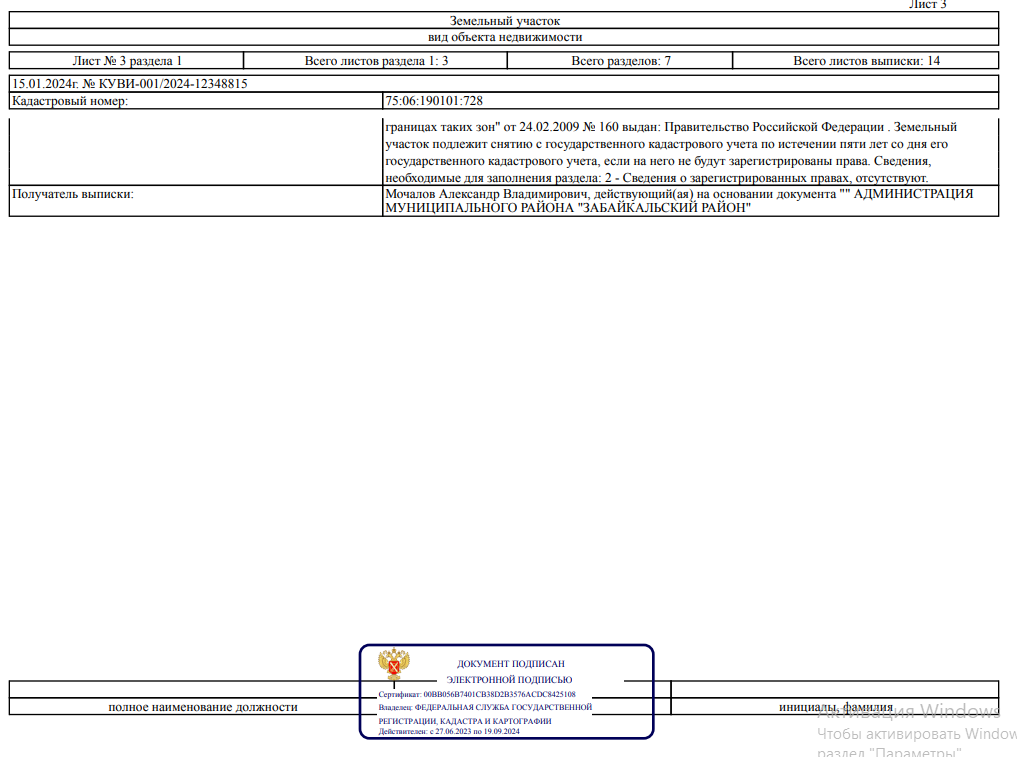 Лист 3
Земельный участок
вид объекта недвижимости
Лист № 3 раздела 1
Всего листов раздела 1: 3
Всего разделов: 7
Всего листов выписки: 14
15.01.2024г. № КУВИ-001/2024-12348815
Кадастровый номер:
75:06:190101:728
границах таких зон" от 24.02.2009 № 160 выдан: Правительство Российской Федерации . Земельный
участок подлежит снятию с государственного кадастрового учета по истечении пяти лет со дня его
государственного кадастрового учета, если на него не будут зарегистрированы права. Сведения,
необходимые для заполнения раздела: 2 - Сведения о зарегистрированных правах, отсутствуют.
Получатель выписки:
Мочалов Александр Владимирович, действующий(ая) на основании документа "" АДМИНИСТРАЦИЯ
МУНИЦИПАЛЬНОГО РАЙОНА "ЗАБАЙКАЛЬСКИЙ РАЙОН"
ДОКУМЕНТ ПОДПИСАН
ЭЛЕКТРОННОЙ ПОДПИСЬЮ
Сертификат: 00BB056B7401CB38D2B3576ACDC8425108
Владелец: ФЕДЕРАЛЬНАЯ СЛУЖБА ГОСУДАРСТВЕННОЙ
РЕГИСТРАЦИИ, КАДАСТРА И КАРТОГРАФИИ
Действителен: с 27.06.2023 по 19.09.2024
полное наименование должности
инициалы, фамилия
Активация Windows
Чтобы активировать Window
раздел "Параметры"